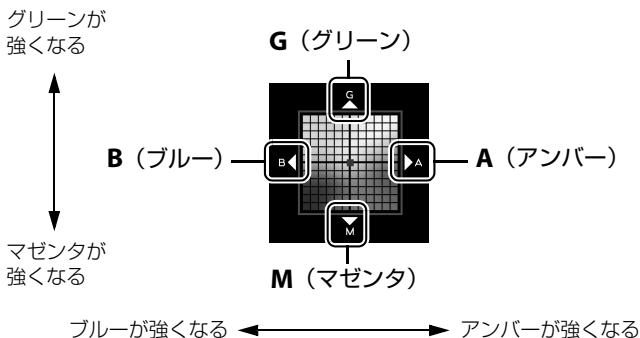 グリーンが
強くなる
G（グリーン）
G
B（ブルー）
B
A
A（アンバー）
M
マゼンタが
強くなる
M（マゼンタ）
ブルーが強くなる
アンバーが強くなる